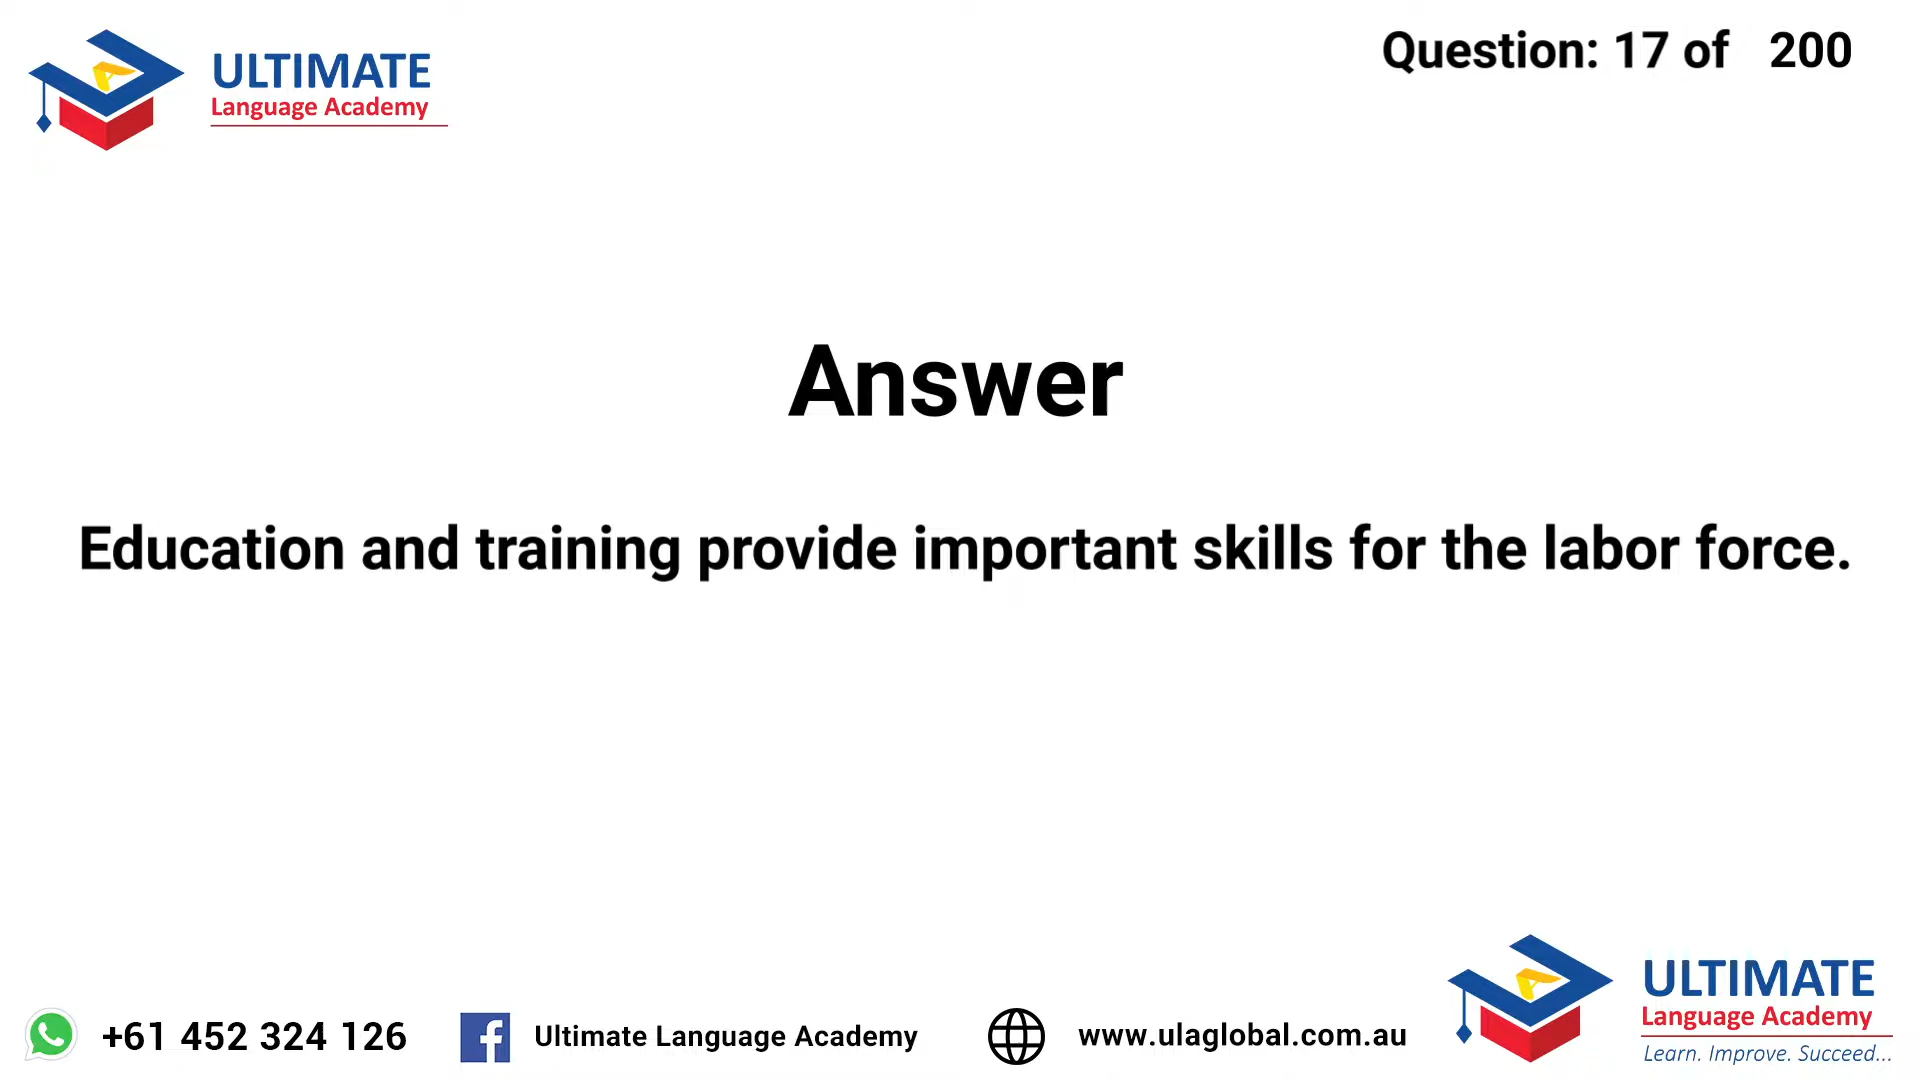 ULTIMATE
Language Academy
Question: 17 of 200
Answer
Education and training provide important skills for the labor force.
+61 452 324 126
Ultimate Language Academy
www.ulaglobal.com.au
ULTIMATE
Language Academy
Learn. Improve. Succeed...